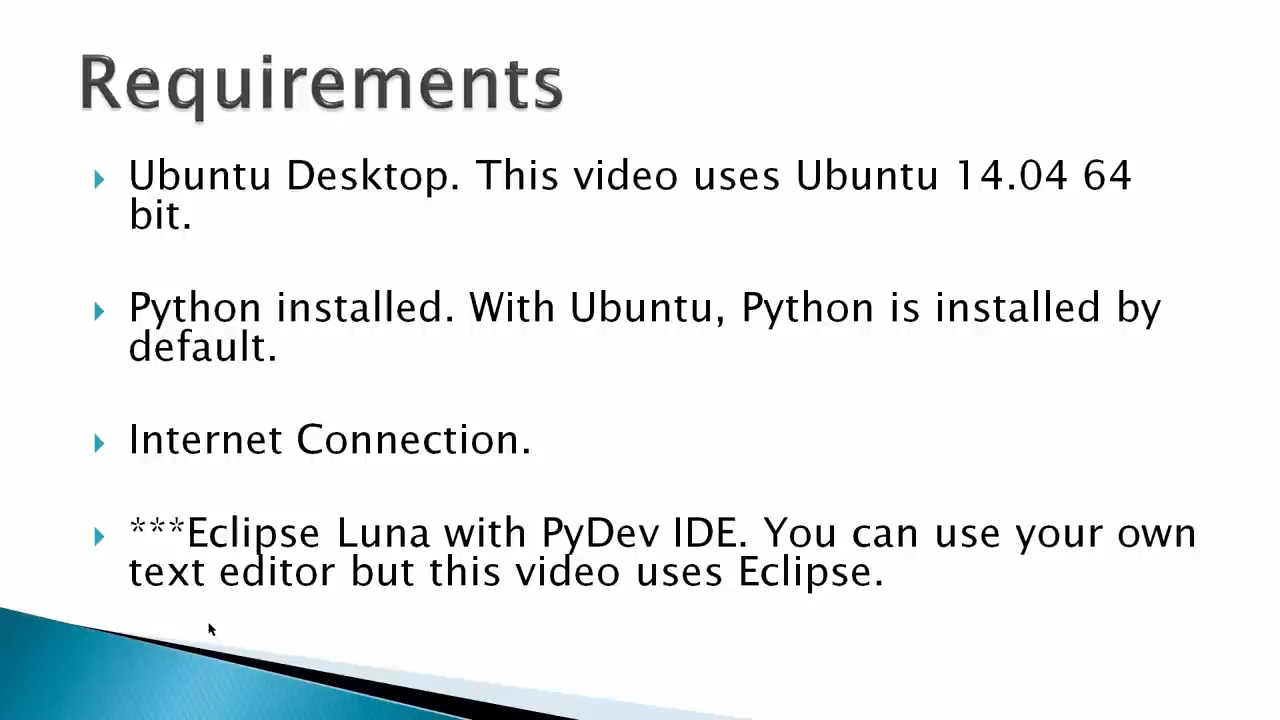 Requirements
Ubuntu Desktop. This video uses Ubuntu 14.04 64
bit.
Python installed. With Ubuntu, Python is installed by
default.
Internet Connection.
***Eclipse Luna with PyDev IDE. You can use your own
text editor but this video uses Eclipse.